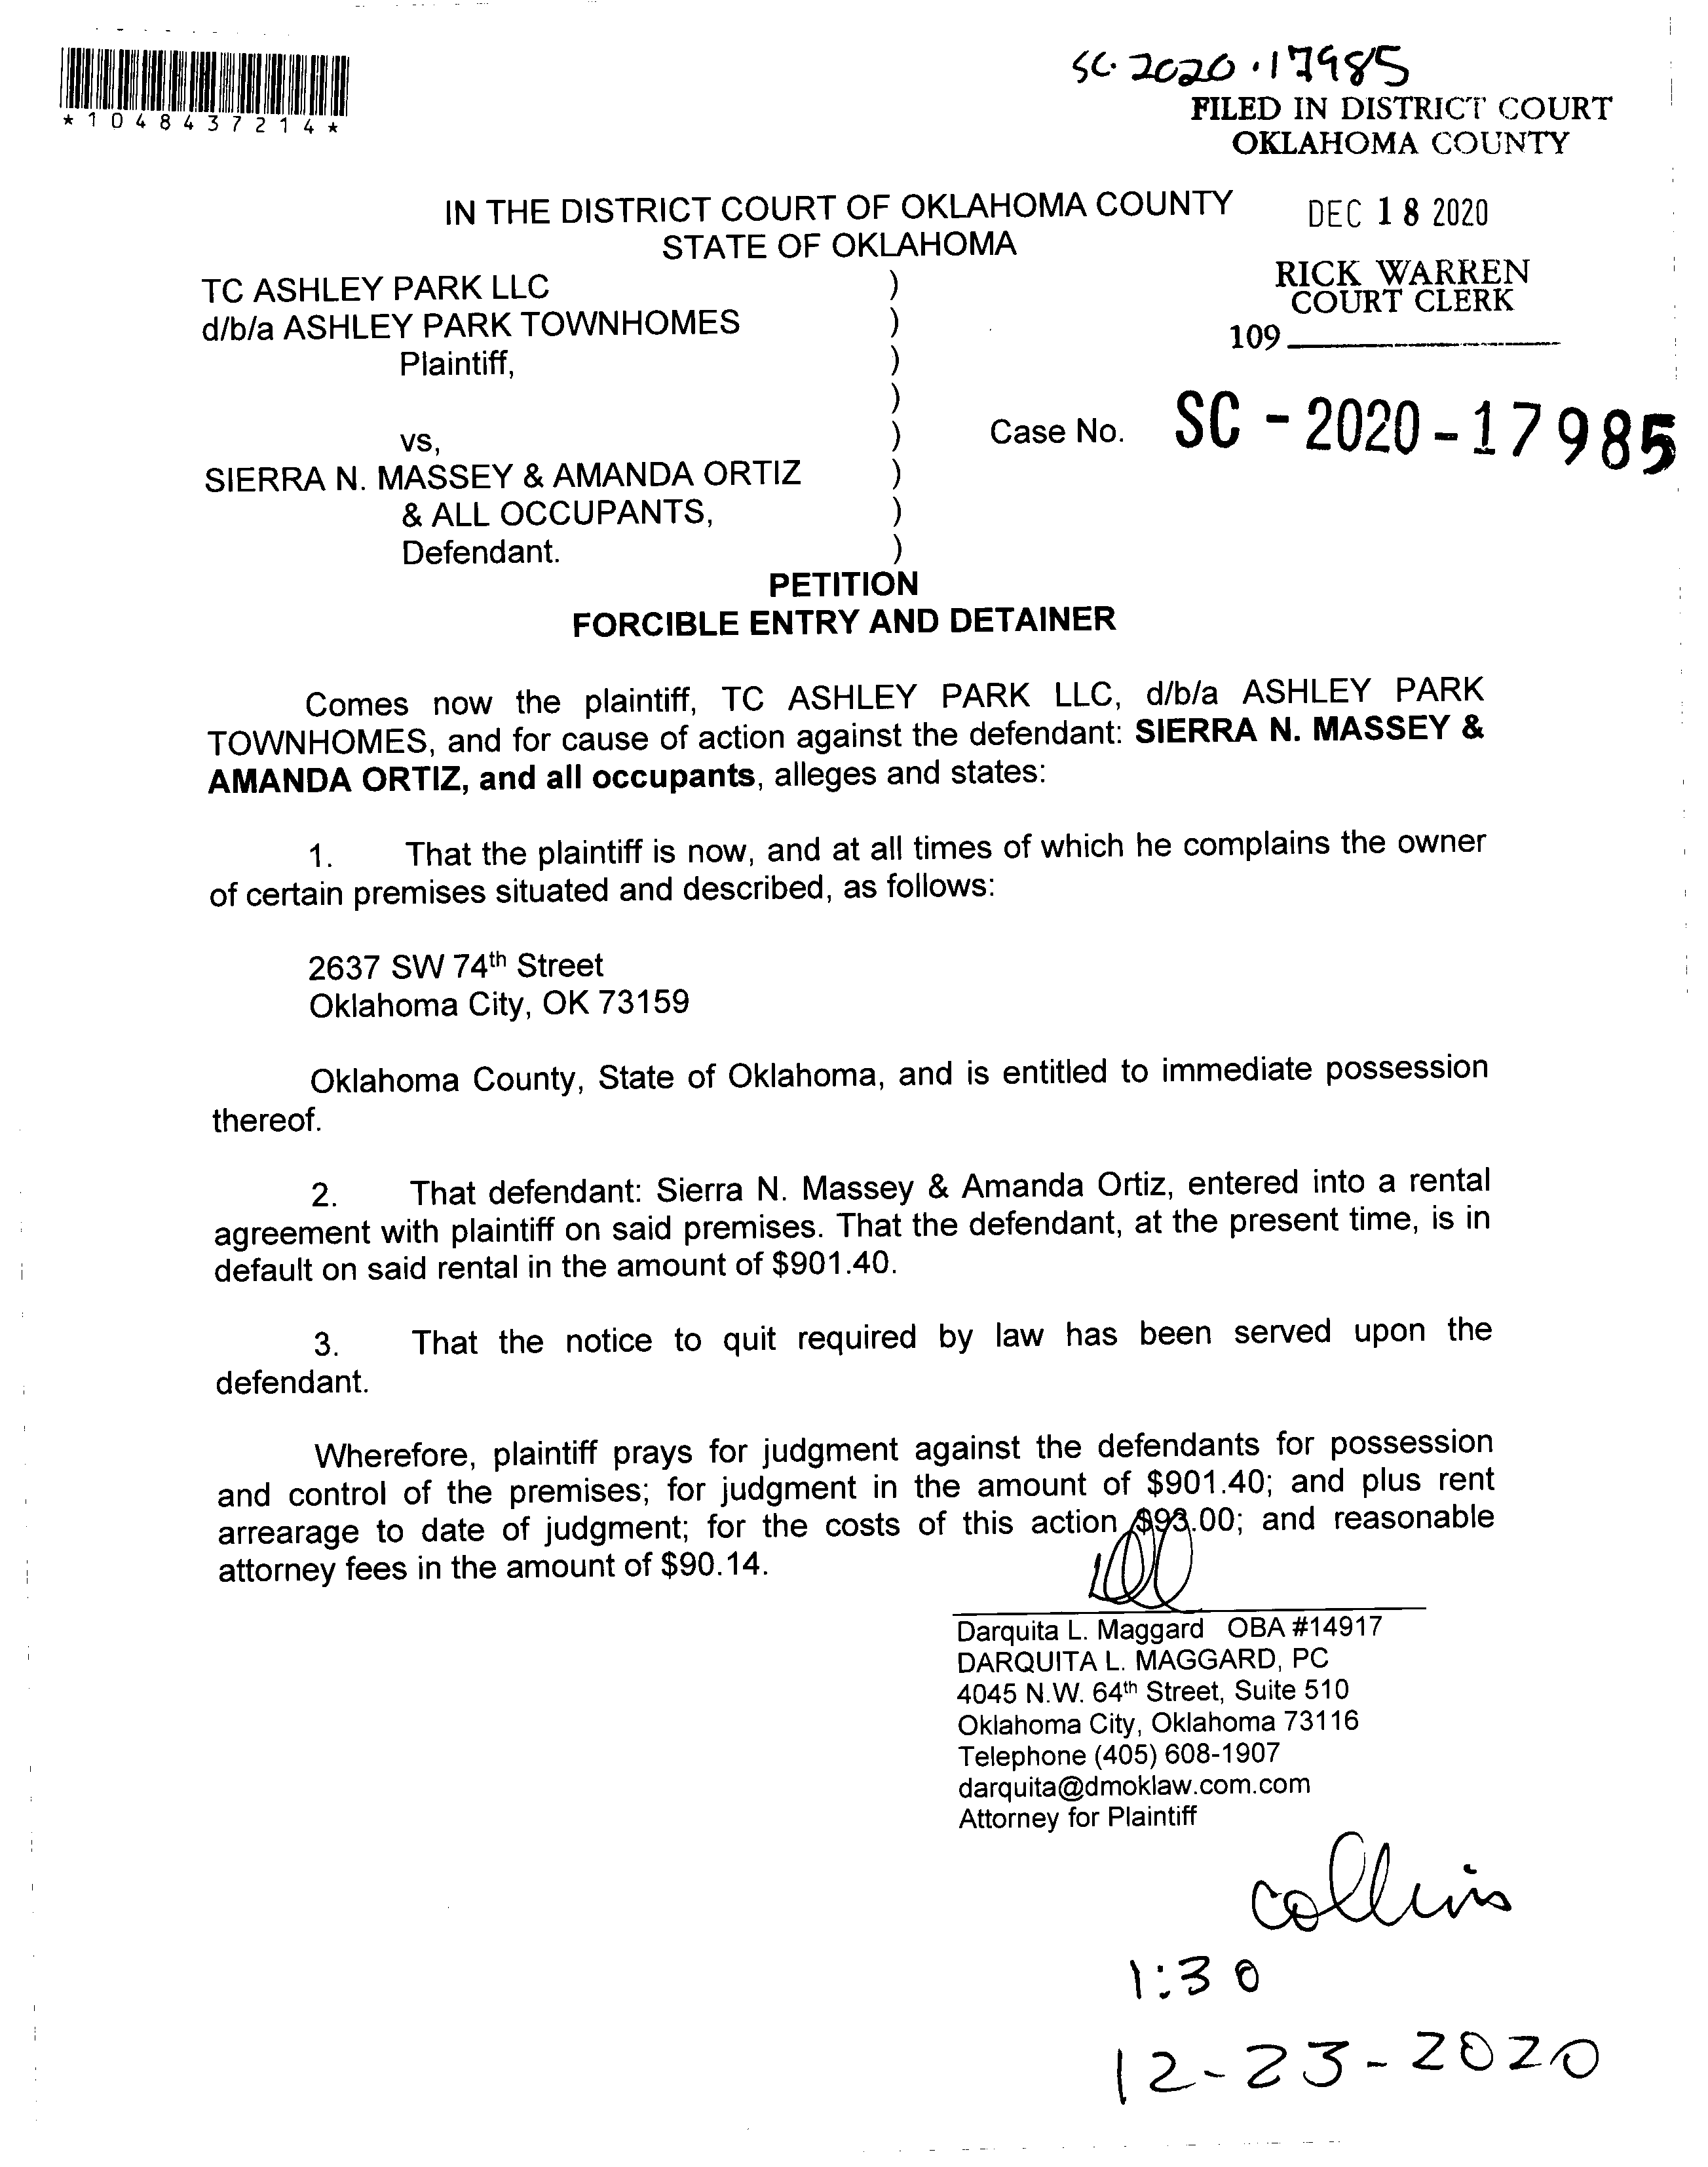 SC-2020-17985
*1048437214*
FILED IN DISTRICT COURT
OKLAHOMA COUNTY
IN THE DISTRICT COURT OF OKLAHOMA COUNTY
STATE OF OKLAHOMA
DEC 18 2020
RICK WARREN
COURT CLERK
109
TC ASHLEY PARK LLC )
d/b/a ASHLEY PARK TOWNHOMES )
Plaintiff, )
)
vs, ) Case No. SC-2020-17985
SIERRA N. MASSEY & AMANDA ORTIZ )
& ALL OCCUPANTS, )
Defendant. )
PETITION
FORCIBLE ENTRY AND DETAINER
Comes now the plaintiff, TC ASHLEY PARK LLC, d/b/a ASHLEY PARK
TOWNHOMES, and for cause of action against the defendant: SIERRA N. MASSEY &
AMANDA ORTIZ, and all occupants, alleges and states:
1. That the plaintiff is now, and at all times of which he complains the owner
of certain premises situated and described, as follows:
2637 SW 74th Street
Oklahoma City, OK 73159
Oklahoma County, State of Oklahoma, and is entitled to immediate possession
thereof.
2. That defendant: Sierra N. Massey & Amanda Ortiz, entered into a rental
agreement with plaintiff on said premises. That the defendant, at the present time, is in
default on said rental in the amount of $901.40.
3. That the notice to quit required by law has been served upon the
defendant.
Wherefore, plaintiff prays for judgment against the defendants for possession
and control of the premises; for judgment in the amount of $901.40; and plus rent
arrearage to date of judgment; for the costs of this action $93.00; and reasonable
attorney fees in the amount of $90.14.
Darquita L. Maggard OBA #14917
DARQUITA L. MAGGARD, PC
4045 N.W. 64th Street, Suite 510
Oklahoma City, Oklahoma 73116
Telephone (405) 608-1907
darquita@dmoklaw.com.com
Attorney for Plaintiff
collins
1:30
12-23-2020